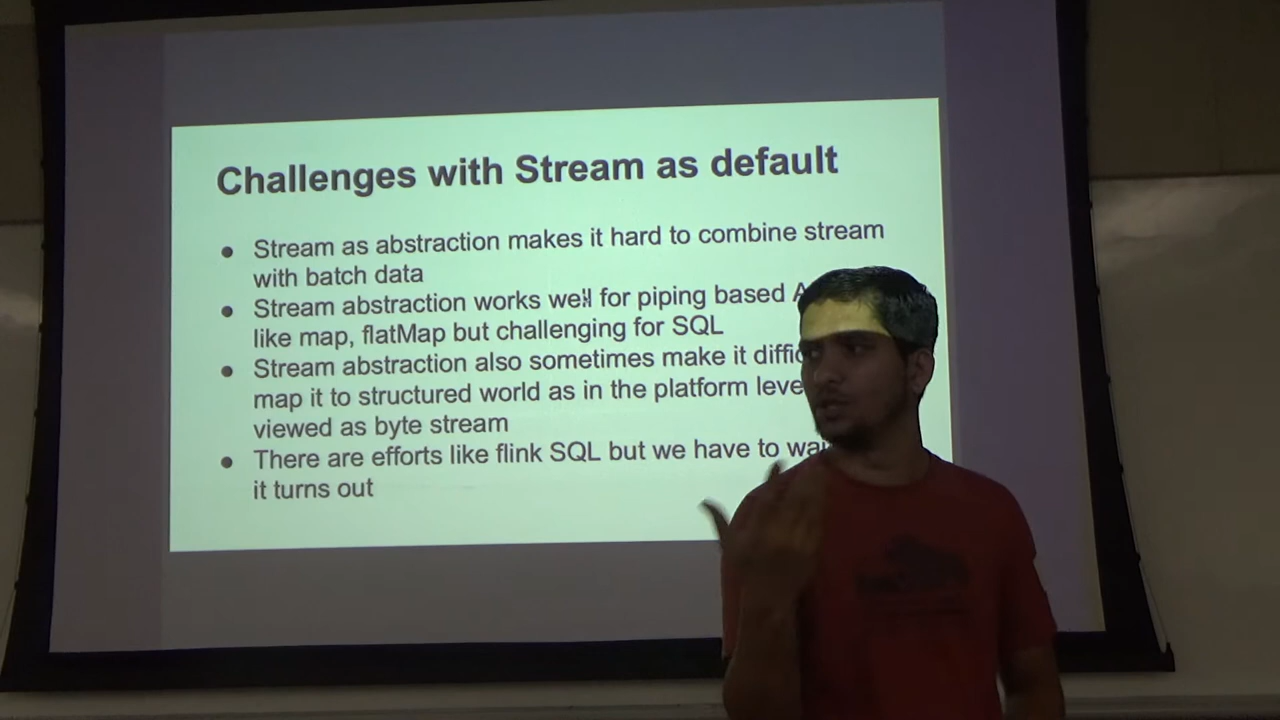 Challenges with Stream as default
● Stream as abstraction makes it hard to combine stream
with batch data
● Stream abstraction works well for piping based
like map, flatMap but challenging for SQL
● Stream abstraction also sometimes make it
map it to structured world as in the platform
viewed as byte stream
● There are efforts like flink SQL but we have to
it turns out